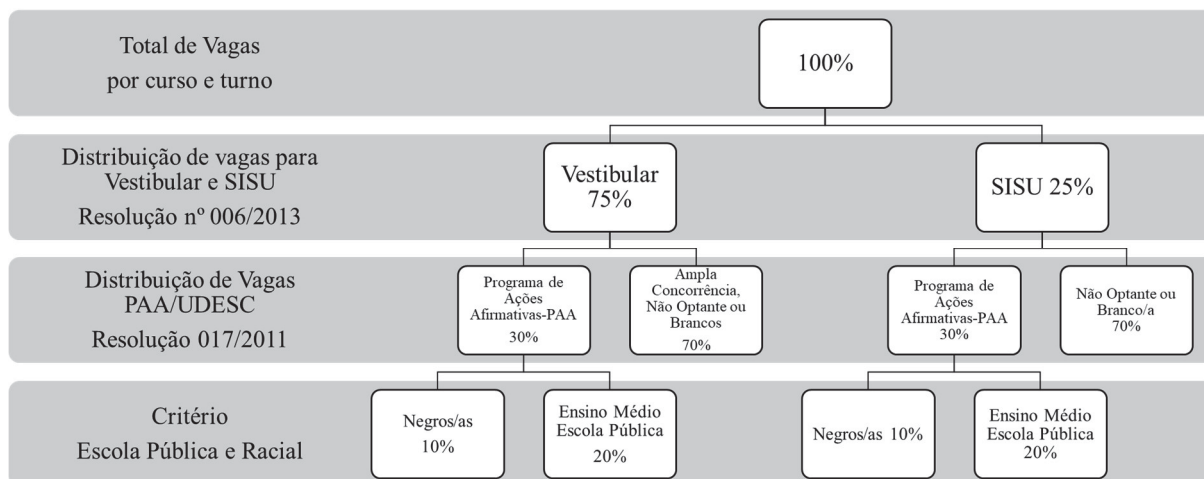 Total de Vagas
por curso e turno
100%
Distribuição de vagas para
Vestibular e SISU
Resolução nº 006/2013
Vestibular
75%
SISU 25%
Distribuição de Vagas
PAA/UDESC
Resolução 017/2011
Programa de
Ações
Afirmativas-PAA
30%
Ampla
Concorrência,
Não Optante ou
Brancos
70%
Programa de
Ações
Afirmativas-PAA
30%
Não Optante ou
Branco/a
70%
Critério
Escola Pública e Racial
Negros/as
10%
Ensino Médio
Escola Pública
20%
Negros/as 10%
Ensino Médio
Escola Pública
20%